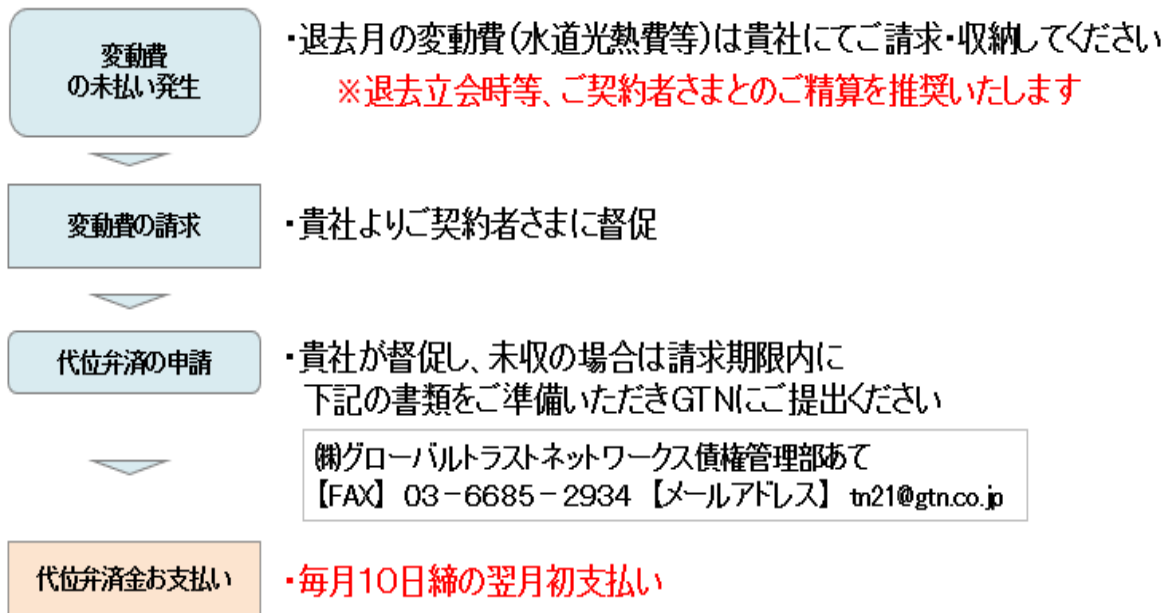 変動費
の未払い発生
・退去月の変動費(水道光熱費等)は貴社にてご請求・収納してください
※退去立会時等、ご契約者さまとのご精算を推奨いたします
変動費の請求
・貴社よりご契約者さまに督促
代位弁済の申請
・貴社が督促し、未収の場合は請求期限内に
下記の書類をご準備いただきGTNにご提出ください
㈱グローバルトラストネットワークス債権管理部あて
【FAX】 03-6685-2934 【メールアドレス】 tn21@gtn.co.jp
代位弁済金お支払い
・毎月10日締の翌月初支払い